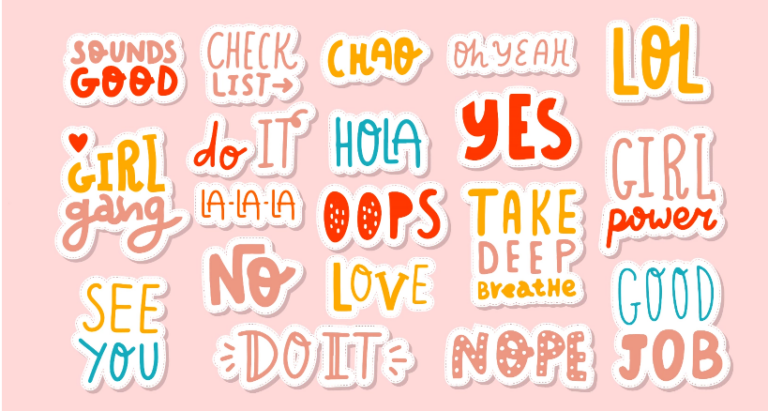 SOUNDS
GOOD
CHECK
LIST→
CHAO
Oh YEAH
LOL
GIRL
gang
do IT
HOLA
YES
GIRL
power
LA-LA-LA
OOPS
TAKE
DEEP
BreatHe
NO
LOVE
SEE
YOU
DO IT
NOPE
GOOD
JOB